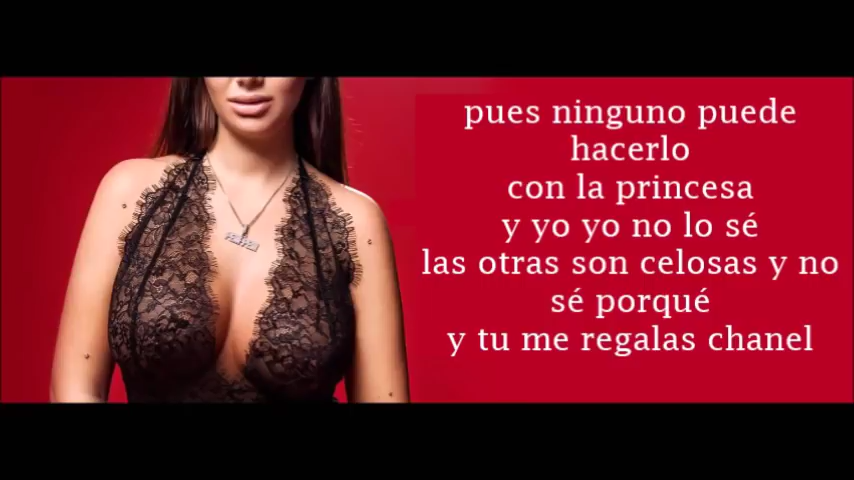 pues ninguno puede
hacerlo
con la princesa
y yo yo no lo sé
las otras son celosas y no
sé porqué
y tu me regalas chanel